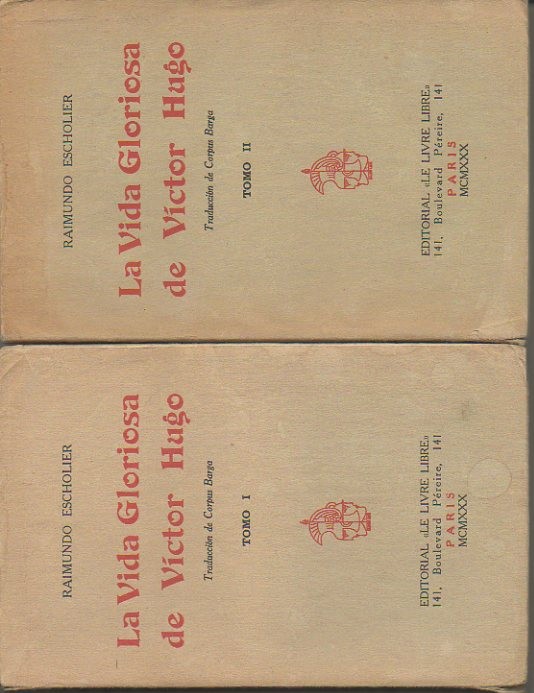 RAIMUNDO ESCHOLIER
La Vida Gloriosa
de Víctor Hugo
Traducción de Corpus Barga
TOMO I
EDITORIAL «LE LIVRE LIBRE»
141, Boulevard Péreire, 141
PARIS
MCMXXX
RAIMUNDO ESCHOLIER
La Vida Gloriosa
de Víctor Hugo
Traducción de Corpus Barga
TOMO II
EDITORIAL «LE LIVRE LIBRE»
141, Boulevard Péreire, 141
PARIS
MCMXXX